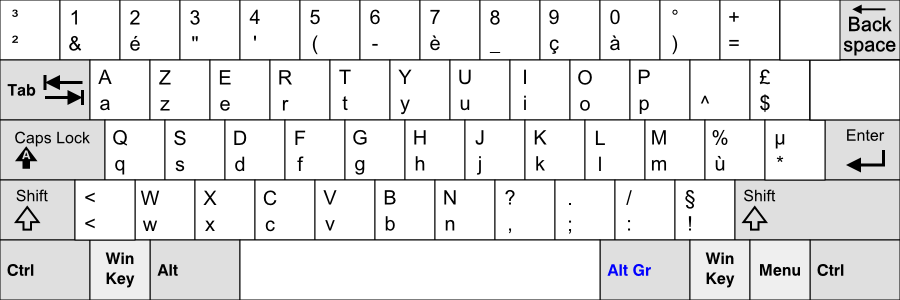 ³ 1 2 3 4 5 6 7 8 9 0 ° + Back
² & é " ' ( - è _ ç à ) = space
Tab A Z E R T Y U I O P £
a z e r t y u i o p ^ $
Caps Lock Q S D F G H J K L M % µ Enter
A q s d f g h j k l m ù *
Shift < W X C V B N ? . / § Shift
< w x c v b n , ; : !
Ctrl Win Key Alt Alt Gr Win Key Menu Ctrl